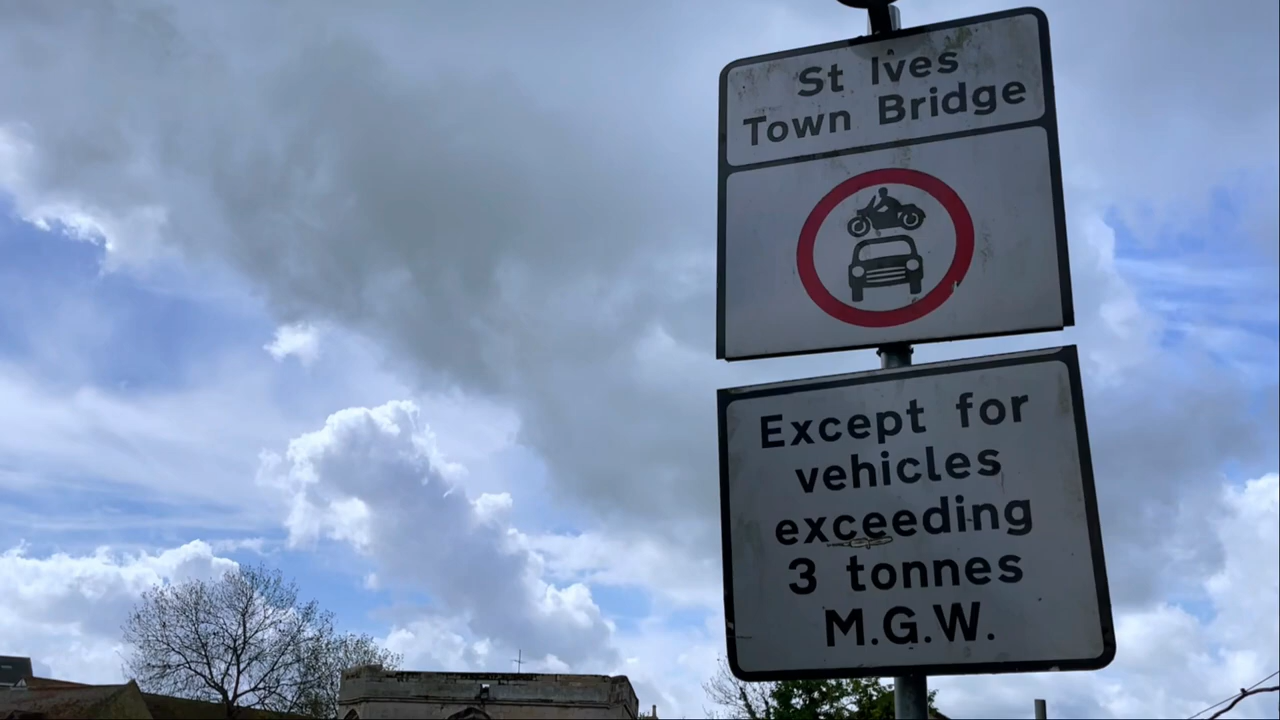 St Ives
Town Bridge
Except for
vehicles
exceeding
3 tonnes
M.G.W.